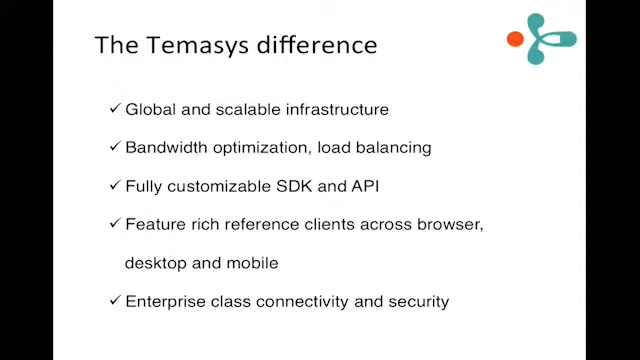 The Temasys difference
✓ Global and scalable infrastructure
✓ Bandwidth optimization, load balancing
✓ Fully customizable SDK and API
✓ Feature rich reference clients across browser,
desktop and mobile
✓ Enterprise class connectivity and security